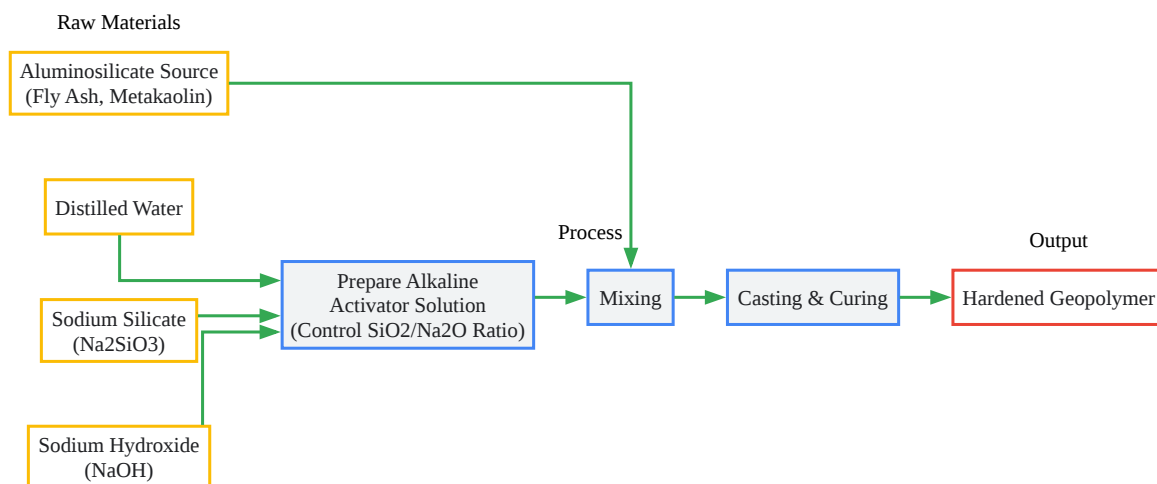 Raw Materials
Aluminosilicate Source
(Fly Ash, Metakaolin)
Distilled Water
Process
Output
Prepare Alkaline
Activator Solution
(Control SiO2/Na2O Ratio)
Mixing
Casting & Curing
Hardened Geopolymer
Sodium Silicate
(Na2SiO3)
Sodium Hydroxide
(NaOH)